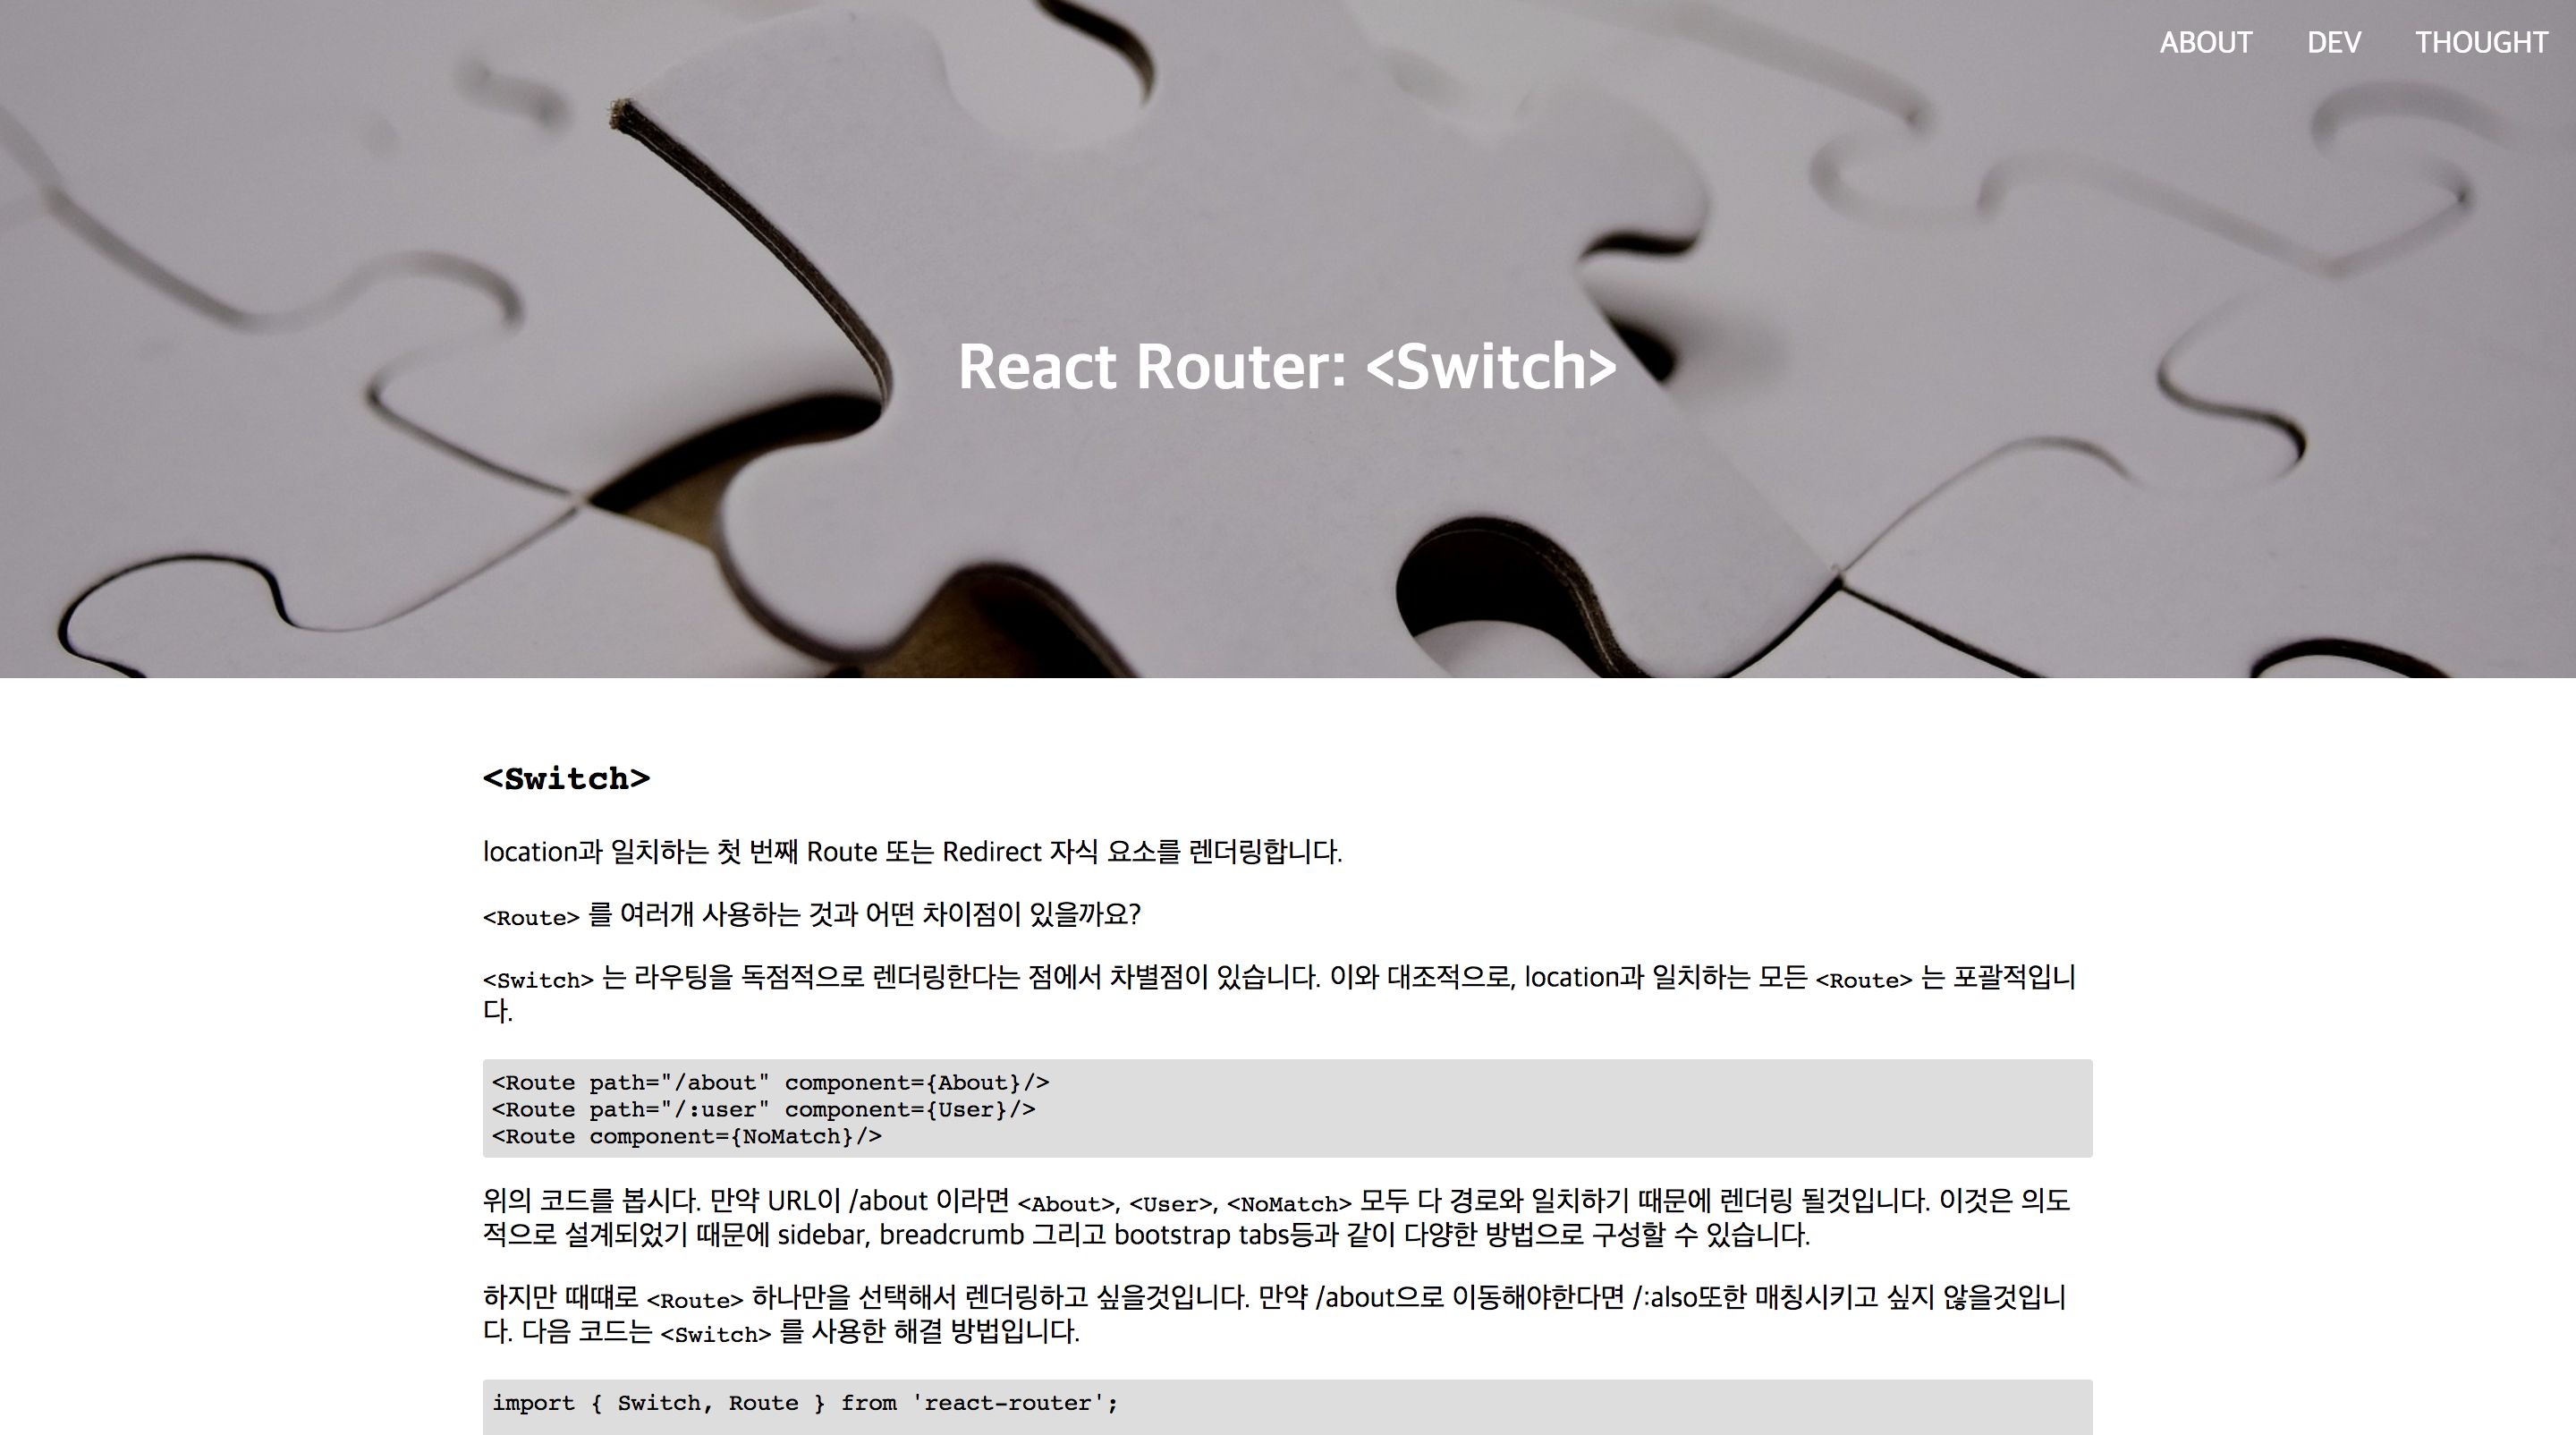 ABOUT DEV THOUGHT
React Router: <Switch>
<Switch>
location과 일치하는 첫 번째 Route 또는 Redirect 자식 요소를 렌더링합니다.
<Route> 를 여러개 사용하는 것과 어떤 차이점이 있을까요?
<Switch> 는 라우팅을 독점적으로 렌더링한다는 점에서 차별점이 있습니다. 이와 대조적으로, location과 일치하는 모든 <Route> 는 포괄적입니
다.
<Route path="/about" component={About}/>
<Route path="/:user" component={User}/>
<Route component={NoMatch}/>
위의 코드를 봅시다. 만약 URL이 /about 이라면 <About>, <User>, <NoMatch> 모두 다 경로와 일치하기 때문에 렌더링 될것입니다. 이것은 의도
적으로 설계되었기 때문에 sidebar, breadcrumb 그리고 bootstrap tabs등과 같이 다양한 방법으로 구성할 수 있습니다.
하지만 때떄로 <Route> 하나만을 선택해서 렌더링하고 싶을것입니다. 만약 /about으로 이동해야한다면 /:also또한 매칭시키고 싶지 않을것입니
다. 다음 코드는 <Switch> 를 사용한 해결 방법입니다.
import { Switch, Route } from 'react-router';